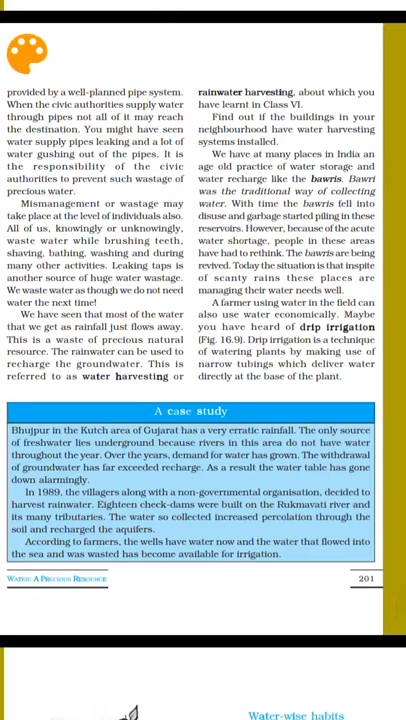 provided by a well-planned pipe system.
When the civic authorities supply water
through pipes not all of it may reach
the destination. You might have seen
water supply pipes leaking and a lot of
water gushing out of the pipes. It is
the responsibility of the civic
authorities to prevent such wastage of
precious water.
Mismanagement or wastage may
take place at the level of individuals also.
All of us, knowingly or unknowingly,
waste water while brushing teeth,
shaving, bathing, washing and during
many other activities. Leaking taps is
another source of huge water wastage.
We waste water as though we do not need
water the next time!
We have seen that most of the water
that we get as rainfall just flows away.
This is a waste of precious natural
resource. The rainwater can be used to
recharge the groundwater. This is
referred to as water harvesting or
rainwater harvesting, about which you
have learnt in Class VI.
Find out if the buildings in your
neighbourhood have water harvesting
systems installed.
We have at many places in India an
age old practice of water storage and
water recharge like the bawris. Bawri
was the traditional way of collecting
water. With time the bawris fell into
disuse and garbage started piling in these
reservoirs. However, because of the acute
water shortage, people in these areas
have had to rethink. The bawris are being
revived. Today the situation is that inspite
of scanty rains these places are
managing their water needs well.
A farmer using water in the field can
also use water economically. Maybe
you have heard of drip irrigation
(Fig. 16.9). Drip irrigation is a technique
of watering plants by making use of
narrow tubings which deliver water
directly at the base of the plant.
A case study
Bhujpur in the Kutch area of Gujarat has a very erratic rainfall. The only source
of freshwater lies underground because rivers in this area do not have water
throughout the year. Over the years, demand for water has grown. The withdrawal
of groundwater has far exceeded recharge. As a result the water table has gone
down alarmingly.
In 1989, the villagers along with a non-governmental organisation, decided to
harvest rainwater. Eighteen check-dams were built on the Rukmavati river and
its many tributaries. The water so collected increased percolation through the
soil and recharged the aquifers.
According to farmers, the wells have water now and the water that flowed into
the sea and was wasted has become available for irrigation.
WATER: A PRECIOUS RESOURCE
201
Water-wise habits